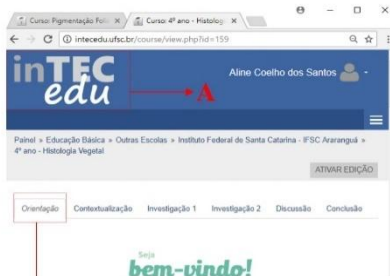 Curso: Pigmentação Foli
Curso: 4º ano - Histolog
intecedu.ufsc.br/course/view.php?id=159
inTEC
edu
A
Aline Coelho dos Santos
Painel » Educação Básica » Outras Escolas » Instituto Federal de Santa Catarina - IFSC Araranguá »
4º ano - Histologia Vegetal
ATIVAR EDIÇÃO
Orientação Contextualização Investigação 1 Investigação 2 Discussão Conclusão
Seja
bem-vindo!